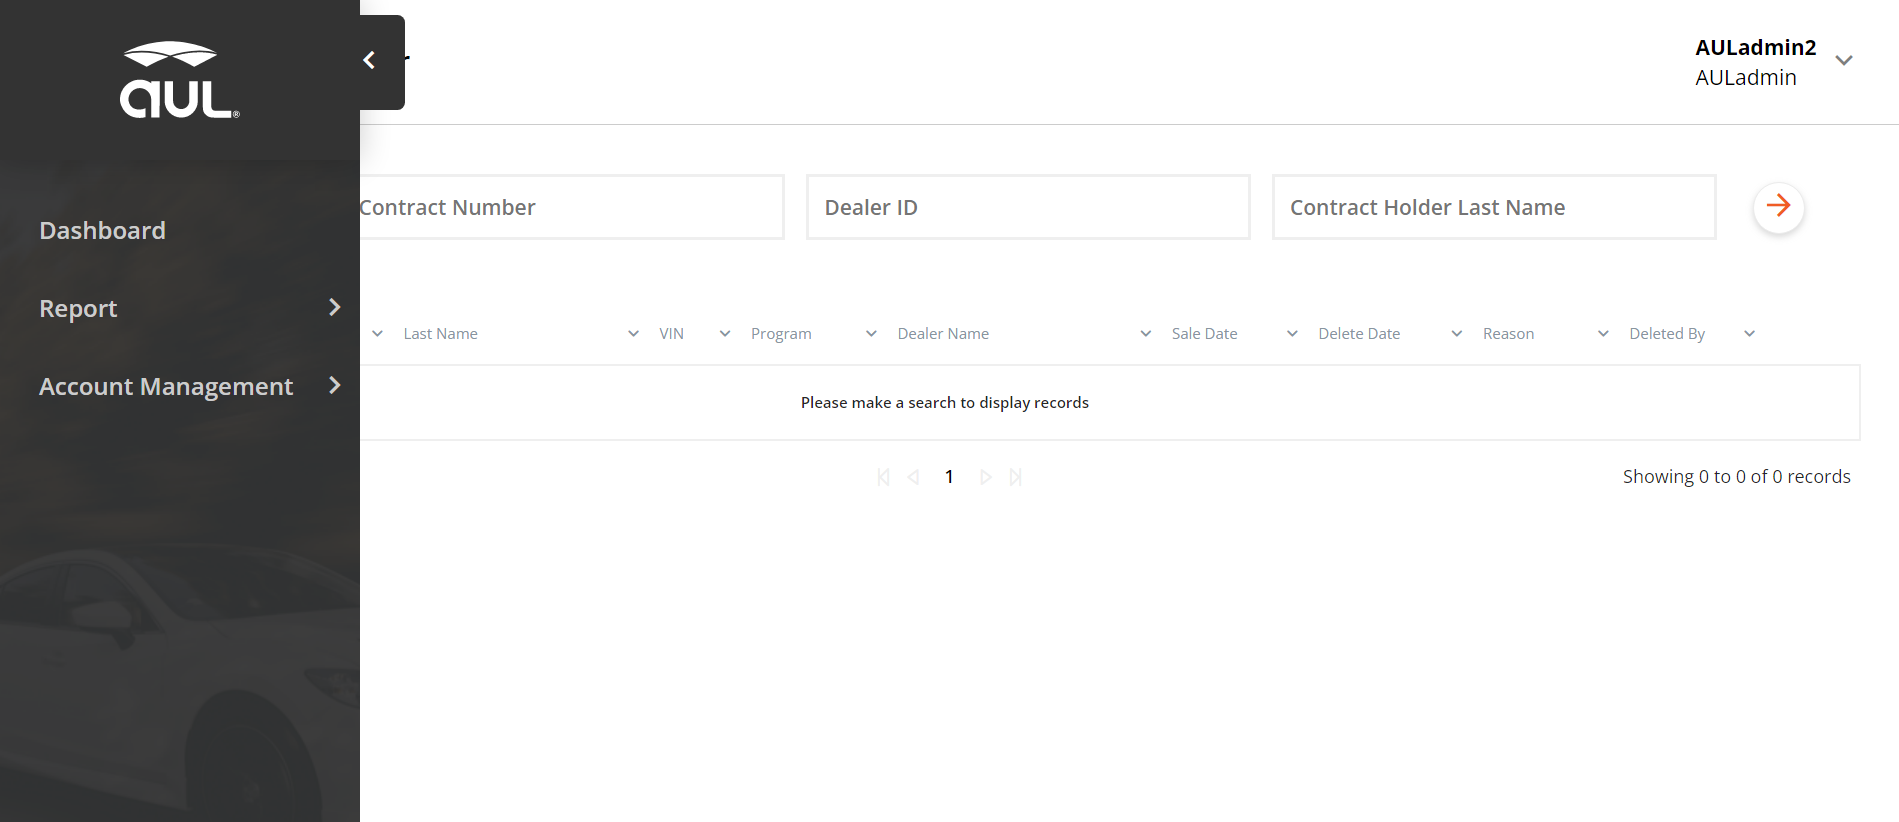 aUL®
AULadmin2
AULadmin
Dashboard
Report
Account Management
Contract Number
Dealer ID
Contract Holder Last Name
Last Name VIN Program Dealer Name Sale Date Delete Date Reason Deleted By
Please make a search to display records
1
Showing 0 to 0 of 0 records